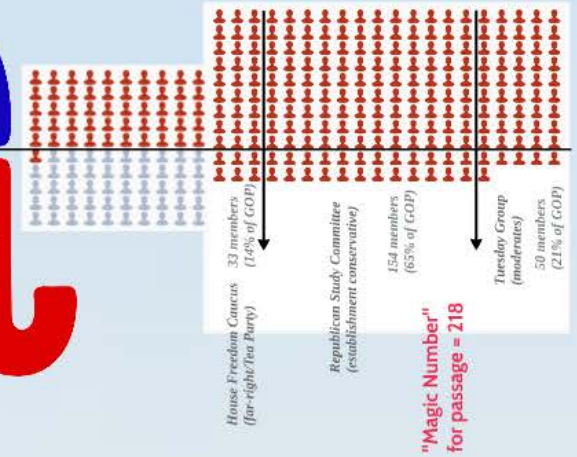 House Freedom Caucus
(far-right/Tea Party)
33 members
(14% of GOP)
Republican Study Committee
(establishment conservative)
154 members
(65% of GOP)
Tuesday Group
(moderates)
50 members
(21% of GOP)
"Magic Number"
for passage = 218